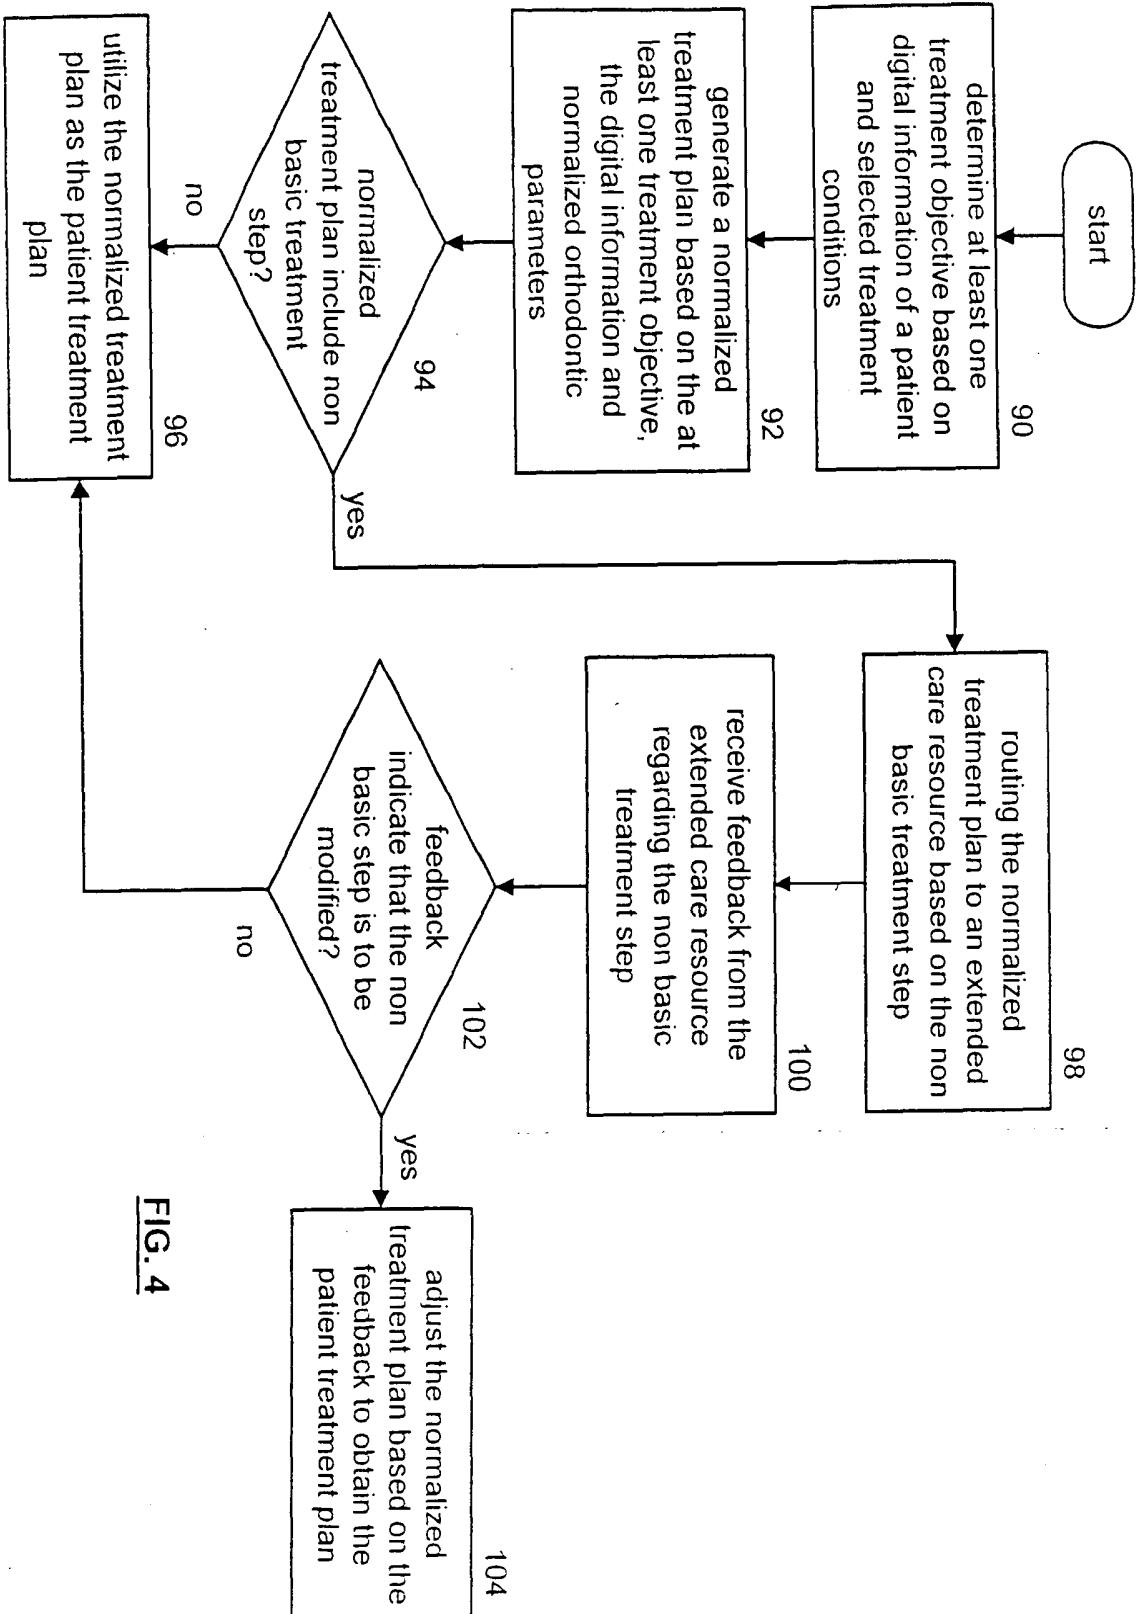 start
90
determine at least one
treatment objective based on
digital information of a patient
and selected treatment
conditions
92
generate a normalized
treatment plan based on the at
least one treatment objective,
the digital information and
normalized orthodontic
parameters
94
normalized
treatment plan include non
basic treatment
step?
yes
no
96
utilize the normalized treatment
plan as the patient treatment
plan
98
routing the normalized
treatment plan to an extended
care resource based on the non
basic treatment step
100
receive feedback from the
extended care resource
regarding the non basic
treatment step
102
feedback
indicate that the non
basic step is to be
modified?
yes
no
104
adjust the normalized
treatment plan based on the
feedback to obtain the
patient treatment plan
FIG. 4